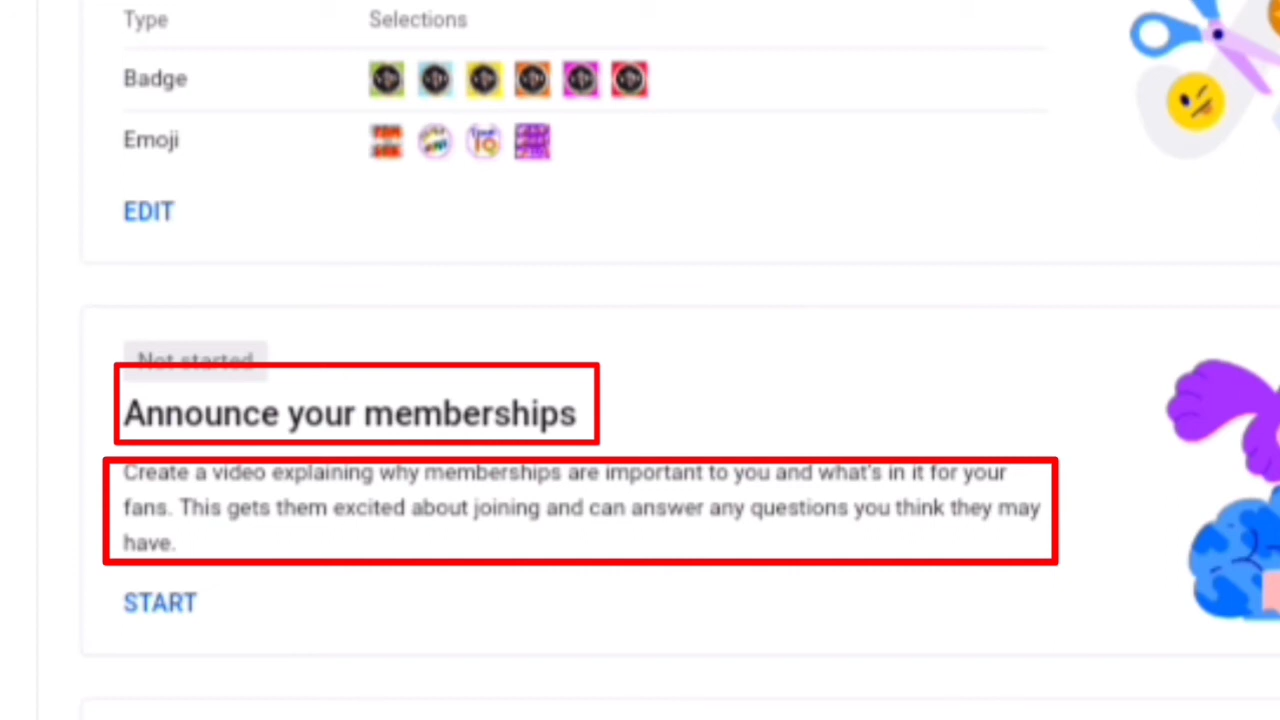 Type Selections
Badge
Emoji
EDIT
Not started
Announce your memberships
Create a video explaining why memberships are important to you and what's in it for your
fans. This gets them excited about joining and can answer any questions you think they may
have.
START